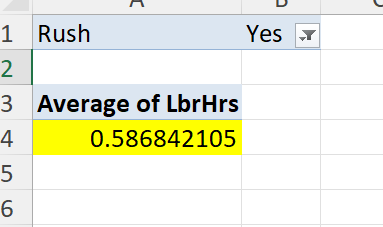 A B
1 Rush Yes
2
3 Average of LbrHrs
4 0.586842105
5
6